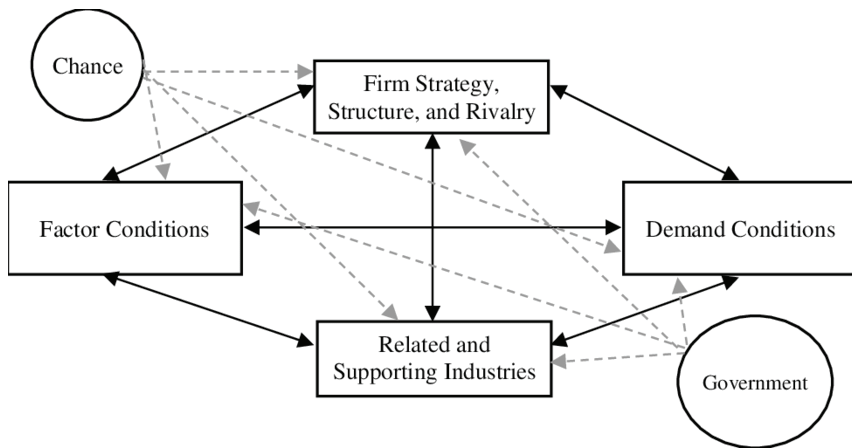 Chance
Firm Strategy,
Structure, and Rivalry
Factor Conditions
Demand Conditions
Related and
Supporting Industries
Government